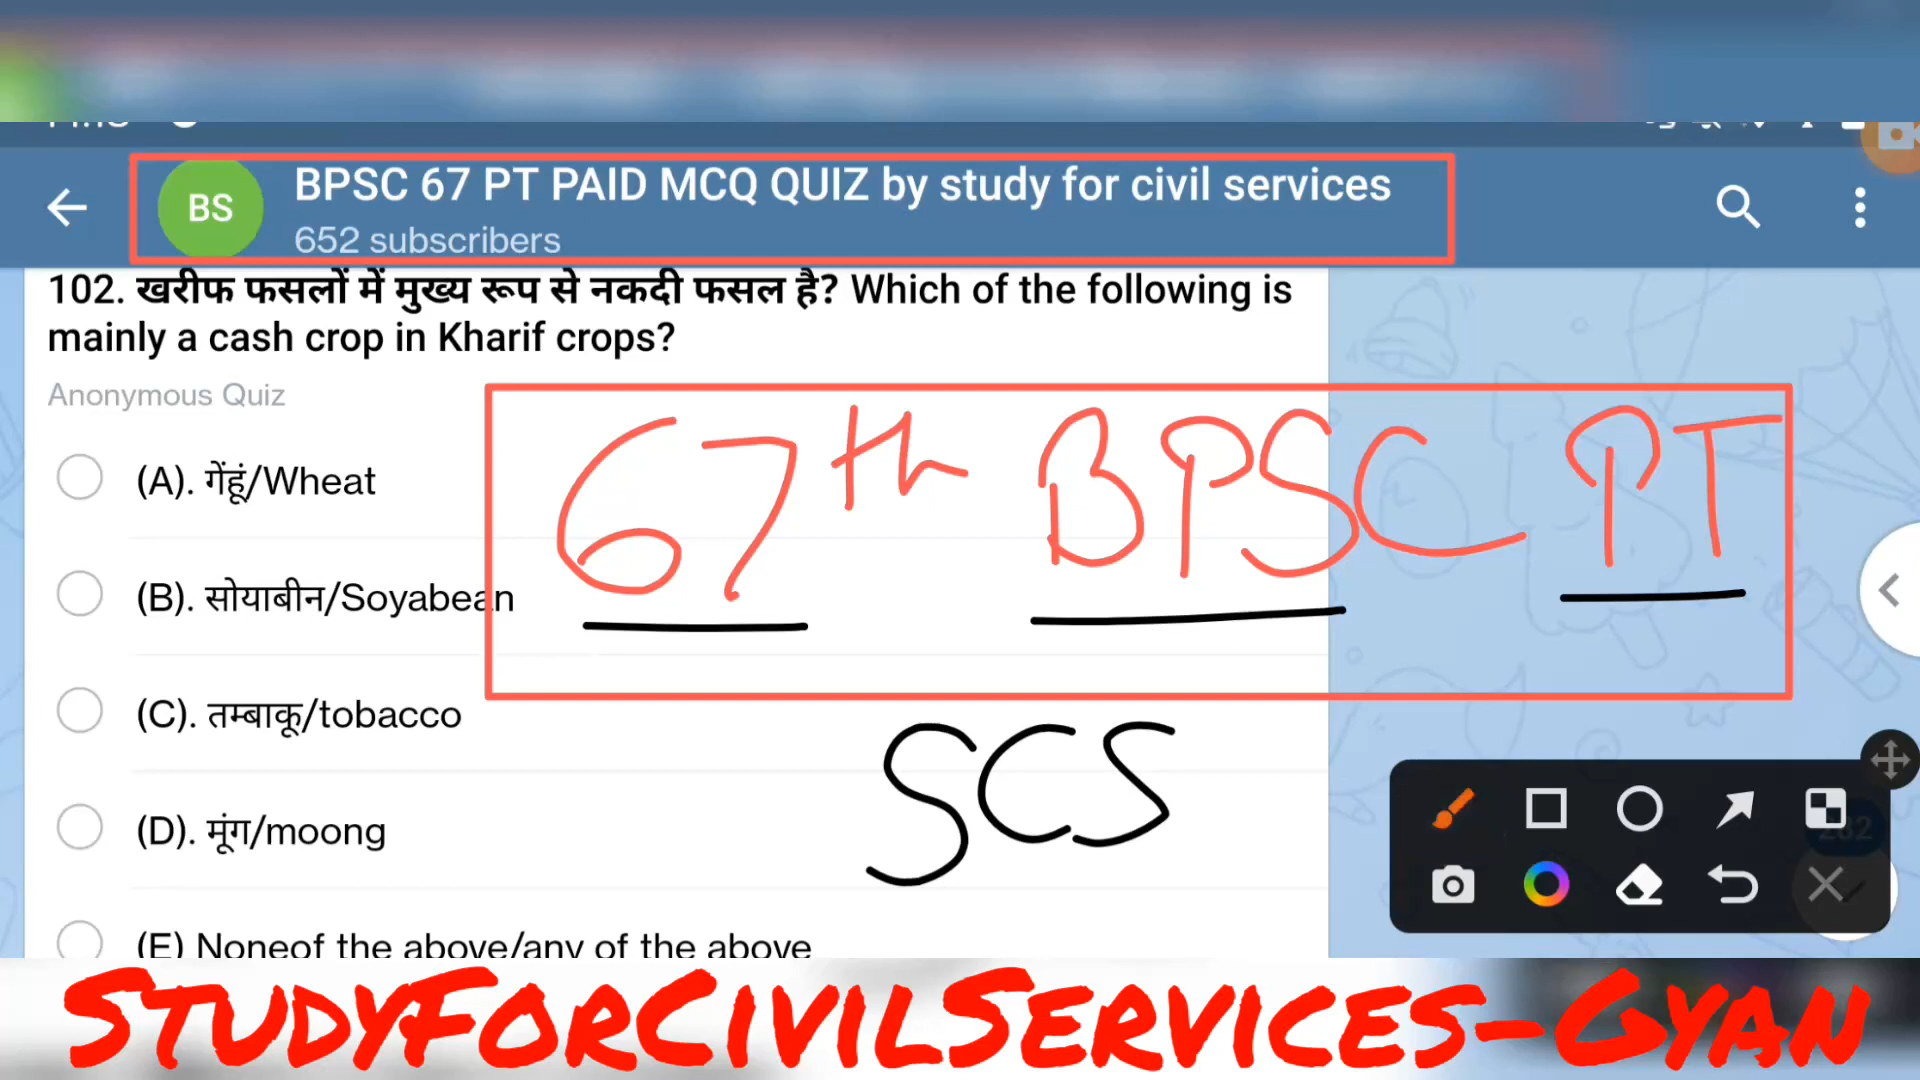 BS
BPSC 67 PT PAID MCQ QUIZ by study for civil services
652 subscribers
102. खरीफ फसलों में मुख्य रूप से नकदी फसल है? Which of the following is
mainly a cash crop in Kharif crops?
Anonymous Quiz
67th BPSC PT
(A). गेंहूं/Wheat
(B). सोयाबीन/Soyabean
(C). तम्बाकू/tobacco
SCS
(D). मूंग/moong
(E) Noneof the above/any of the above
StudyForCivilServices-Gyan